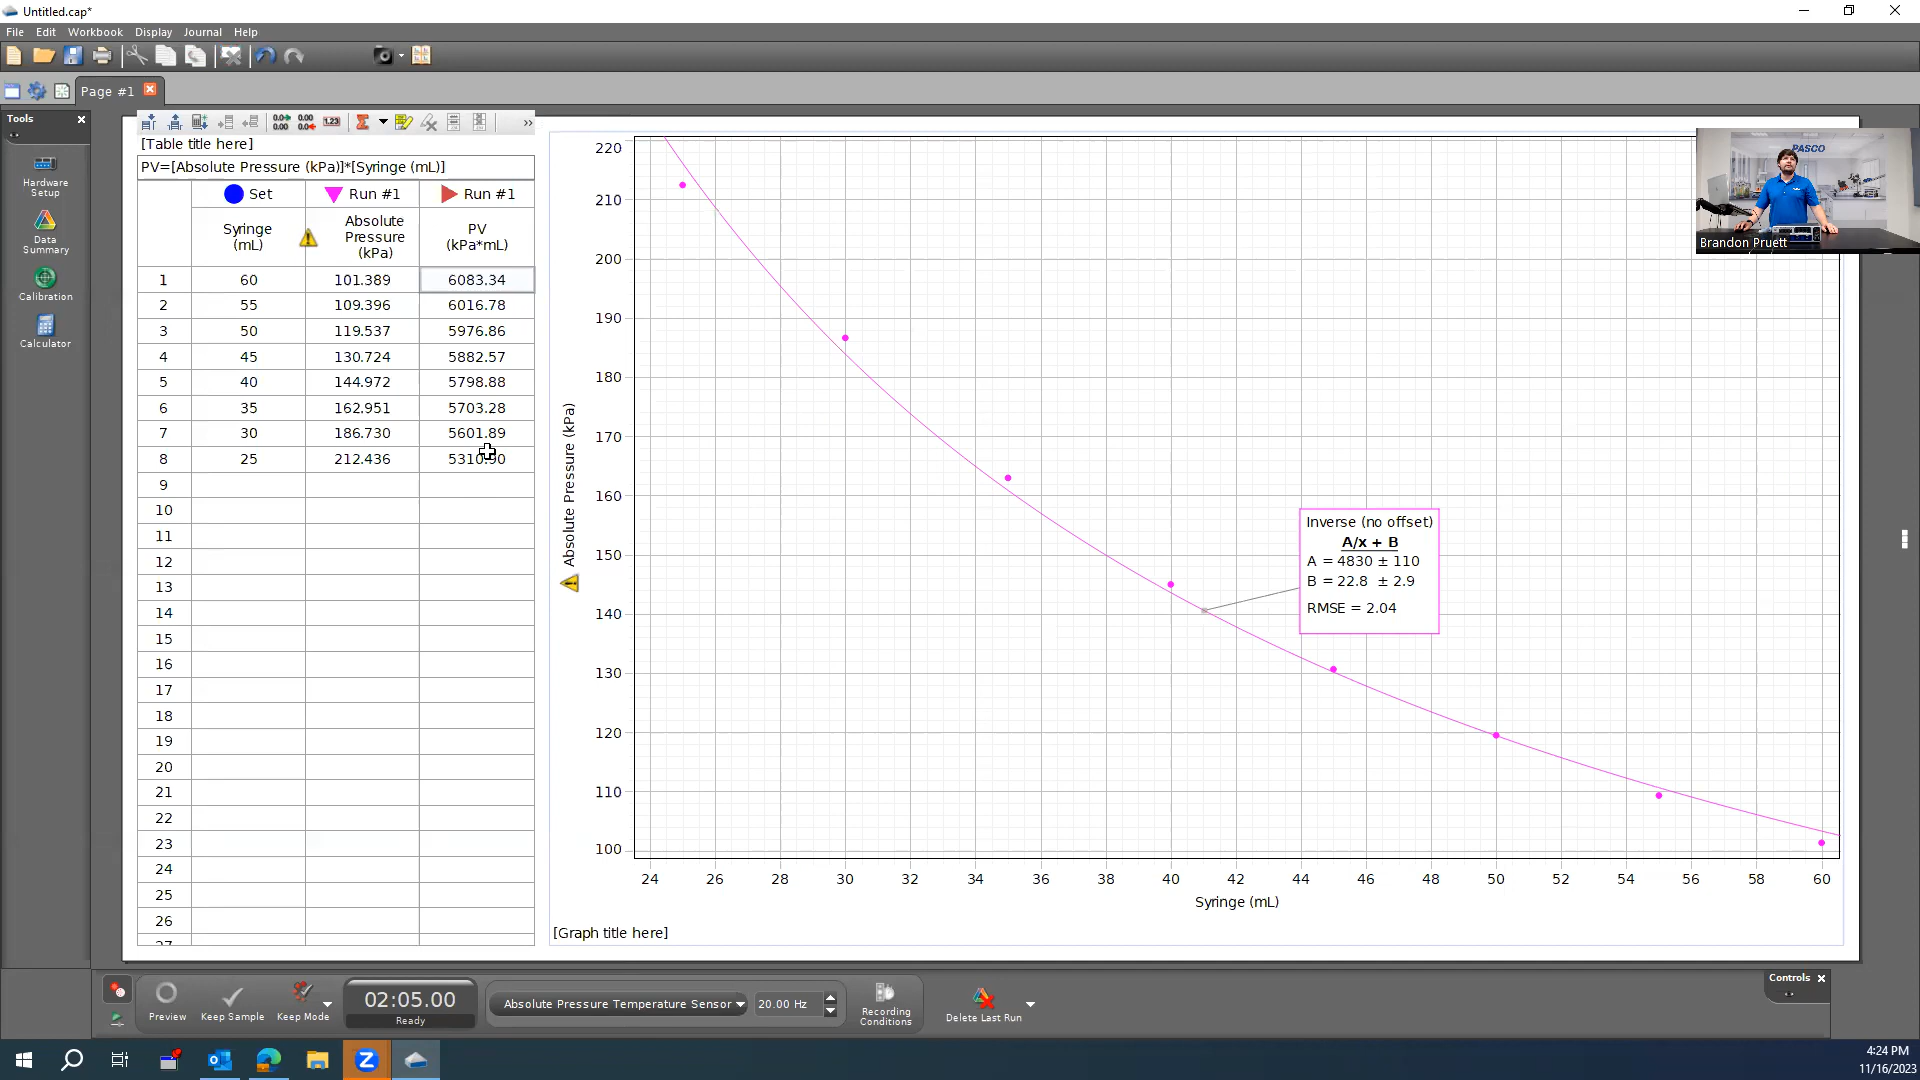 Untitled.cap*
File Edit Workbook Display Journal Help
Page #1
Tools
Hardware
Setup
Data
Summary
Calibration
Calculator
[Table title here]
PV=[Absolute Pressure (kPa)]*[Syringe (mL)]
Set Run #1 Run #1
Syringe
(mL)
Absolute
Pressure
(kPa)
PV
(kPa*mL)
1 60 101.389 6083.34
2 55 109.396 6016.78
3 50 119.537 5976.86
4 45 130.724 5882.57
5 40 144.972 5798.88
6 35 162.951 5703.28
7 30 186.730 5601.89
8 25 212.436
9
10
11
12
13
14
15
16
17
18
19
20
21
22
23
24
25
26
27
Absolute Pressure (kPa)
220
210
200
190
180
170
160
150
140
130
120
110
100
24 26 28 30 32 34 36 38 40 42 44 46 48 50 52 54 56 58 60
Syringe (mL)
[Graph title here]
Inverse (no offset)
A/x + B
A = 4830 ± 110
B = 22.8 ± 2.9
RMSE = 2.04
PASCO
Brandon Pruett
Preview
Keep Sample
Keep Mode
02:05.00
Ready
Absolute Pressure Temperature Sensor
20.00 Hz
Recording
Conditions
Delete Last Run
Controls
4:24 PM
11/16/2023